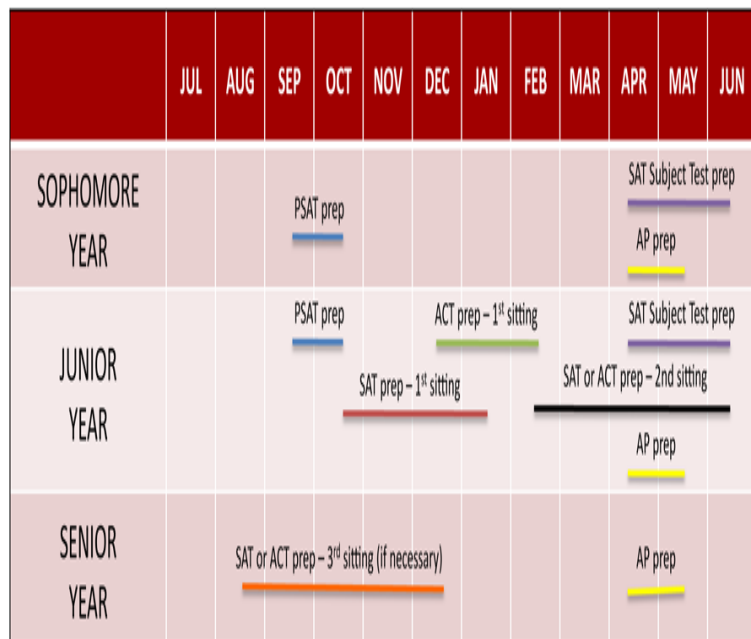 JUL AUG SEP OCT NOV DEC JAN FEB MAR APR MAY JUN
SOPHOMORE
YEAR
SAT Subject Test prep
PSAT prep
AP prep
JUNIOR
YEAR
PSAT prep
ACT prep – 1st sitting
SAT Subject Test prep
SAT prep – 1st sitting
SAT or ACT prep – 2nd sitting
AP prep
SENIOR
YEAR
SAT or ACT prep – 3rd sitting (if necessary)
AP prep